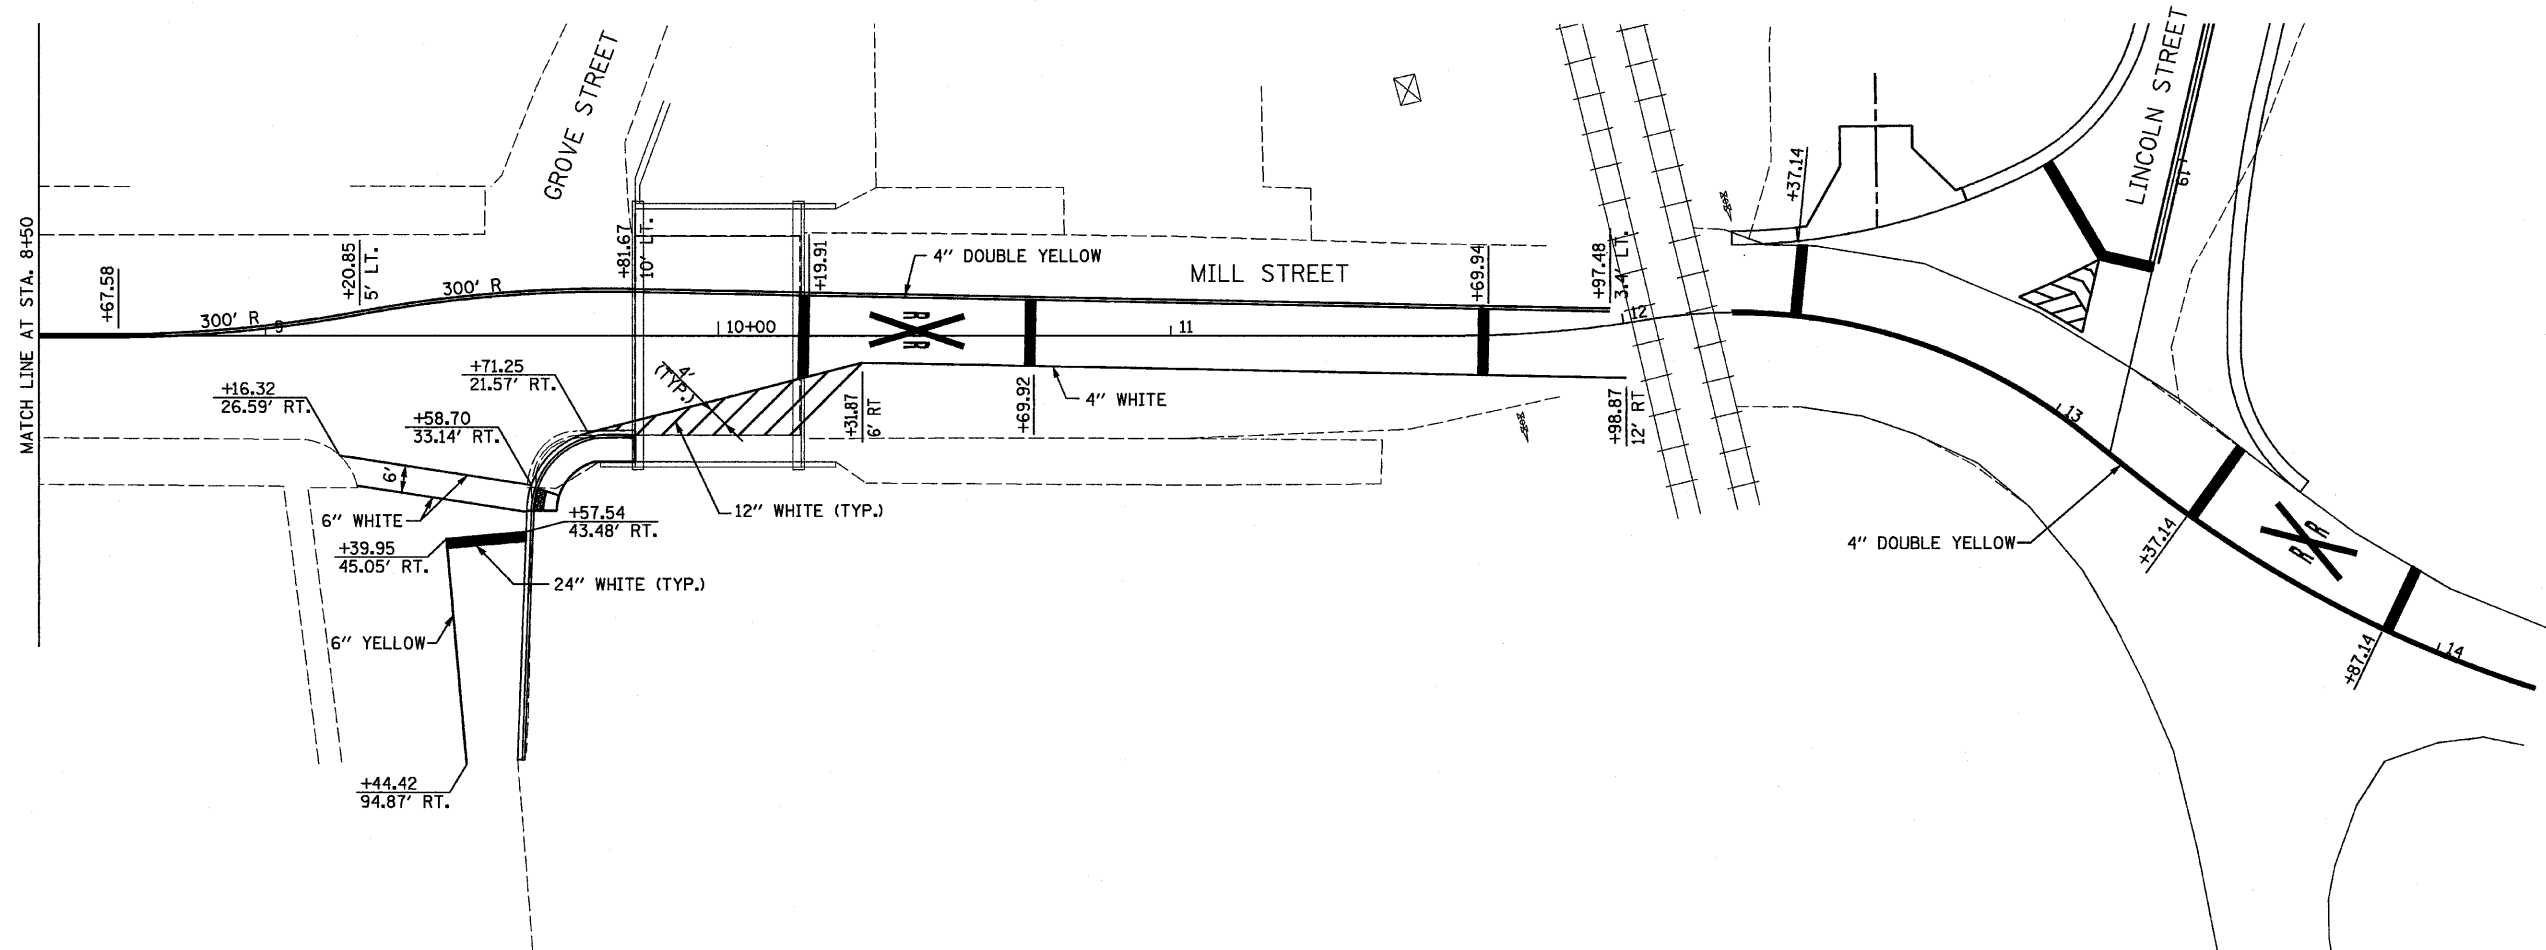 MATCH LINE AT STA. 8+50
+67.58
+20.85
5' LT.
300' R
300' R
9
GROVE STREET
+81.67
10' LT.
+19.91
4" DOUBLE YELLOW
MILL STREET
+69.94
+97.48
3.4' LT.
12
+37.14
LINCOLN STREET
19
10+00
R
R
11
+71.25
21.57' RT.
4'
(TYP.)
+16.32
26.59' RT.
+58.70
33.14' RT.
+31.87
6' RT
+69.92
4" WHITE
+98.87
12' RT
13
6'
6" WHITE
12" WHITE (TYP.)
+57.54
43.48' RT.
+39.95
45.05' RT.
24" WHITE (TYP.)
4" DOUBLE YELLOW
+37.14
R
R
6" YELLOW
+87.14
14
+44.42
94.87' RT.